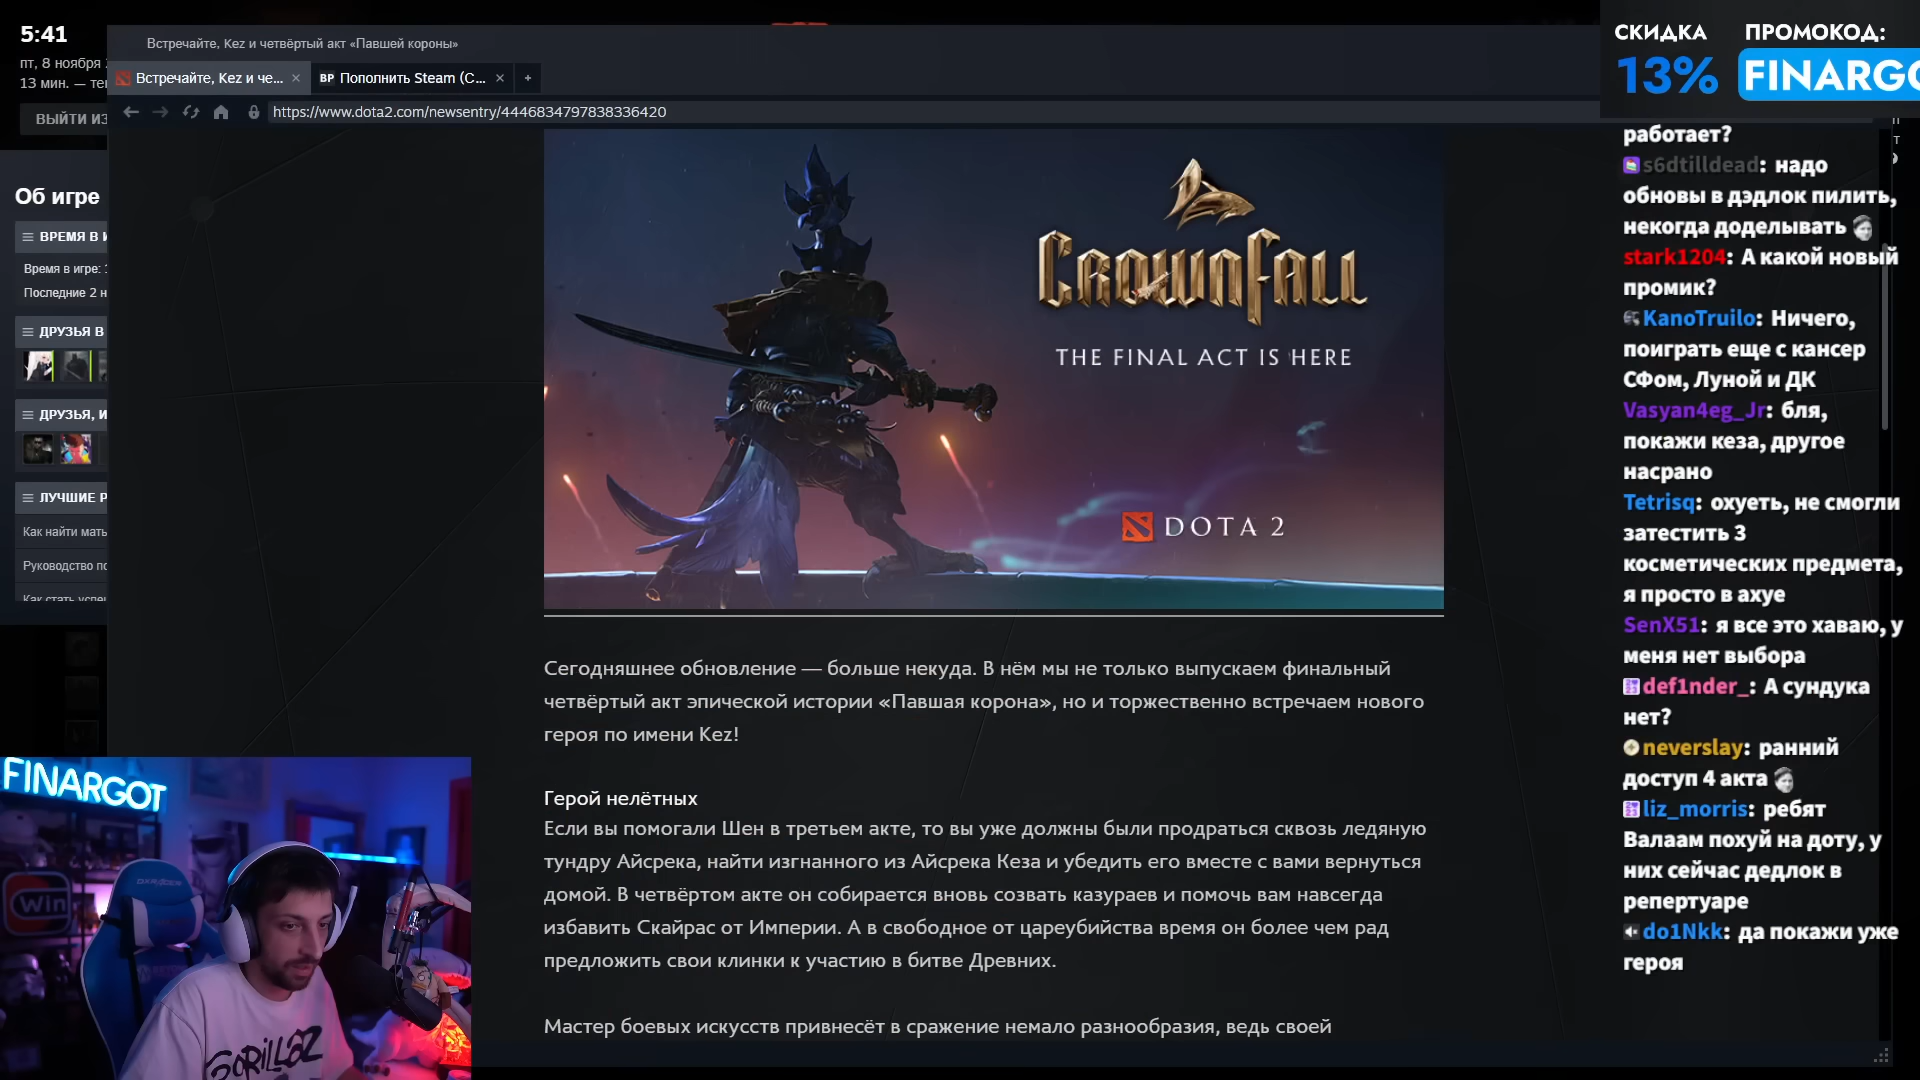 5:41
пт, 8 ноября
13 мин. — 
ВЫЙТИ ИЗ
Об игре
ВРЕМЯ В И
Время в игре:
Последние 2 н
ДРУЗЬЯ В
ДРУЗЬЯ, И
ЛУЧШИЕ Р
Как найти мать
Руководство по
Как стать успе
Встречайте, Kez и четвёртый акт «Павшей короны»
Встречайте, Kez и че...
BP Пополнить Steam (С...
https://www.dota2.com/newsentry/4446834797838336420
CROWNFALL
THE FINAL ACT IS HERE
DOTA 2
Сегодняшнее обновление — больше некуда. В нём мы не только выпускаем финальный
четвёртый акт эпической истории «Павшая корона», но и торжественно встречаем нового
героя по имени Kez!
Герой нелётных
Если вы помогали Шен в третьем акте, то вы уже должны были продраться сквозь ледяную
тундру Айсрека, найти изгнанного из Айсрека Кеза и убедить его вместе с вами вернуться
домой. В четвёртом акте он собирается вновь созвать казураев и помочь вам навсегда
избавить Скайрас от Империи. А в свободное от цареубийства время он более чем рад
предложить свои клинки к участию в битве Древних.
Мастер боевых искусств привнесёт в сражение немало разнообразия, ведь своей
СКИДКА
13%
ПРОМОКОД:
FINARGO
работает?
s6dtilldead: надо
обновы в дэдлок пилить,
некогда доделывать
stark1204: А какой новый
промик?
KanoTruilo: Ничего,
поиграть еще с кансер
СФом, Луной и ДК
Vasyan4eg_Jr: бля,
покажи кеза, другое
насрано
Tetrisq: охуеть, не смогли
затестить 3
косметических предмета,
я просто в ахуе
SenX51: я все это хаваю, у
меня нет выбора
def1nder_: А сундука
нет?
neverslay: ранний
доступ 4 акта
liz_morris: ребят
Валаам похуй на доту, у
них сейчас дедлок в
репертуаре
do1Nkk: да покажи уже
героя
FINARGOT
Win
DXRACER
GORILLAZ